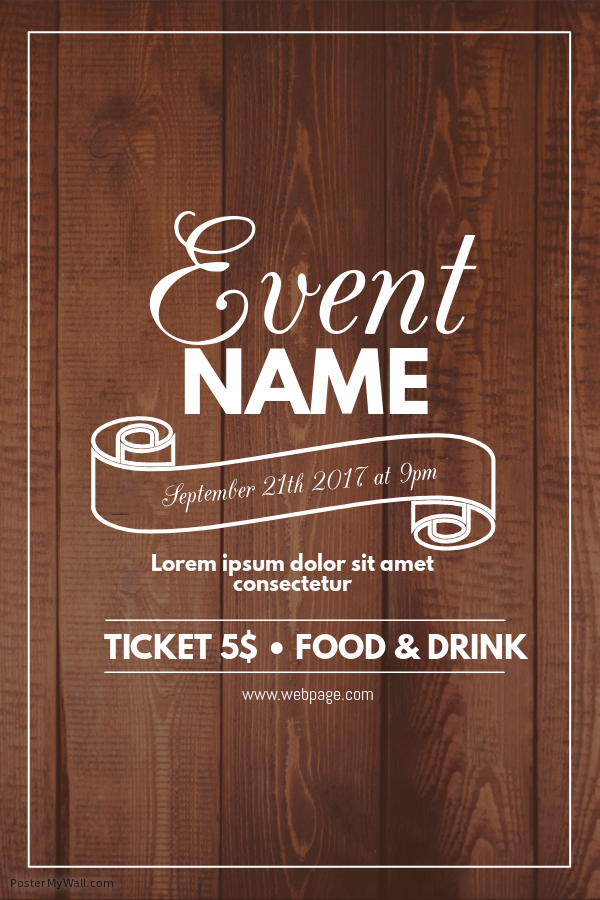 Event
NAME
September 21th 2017 at 9pm
Lorem ipsum dolor sit amet
consectetur
TICKET 5$ • FOOD & DRINK
www.webpage.com
PosterMyWall.com